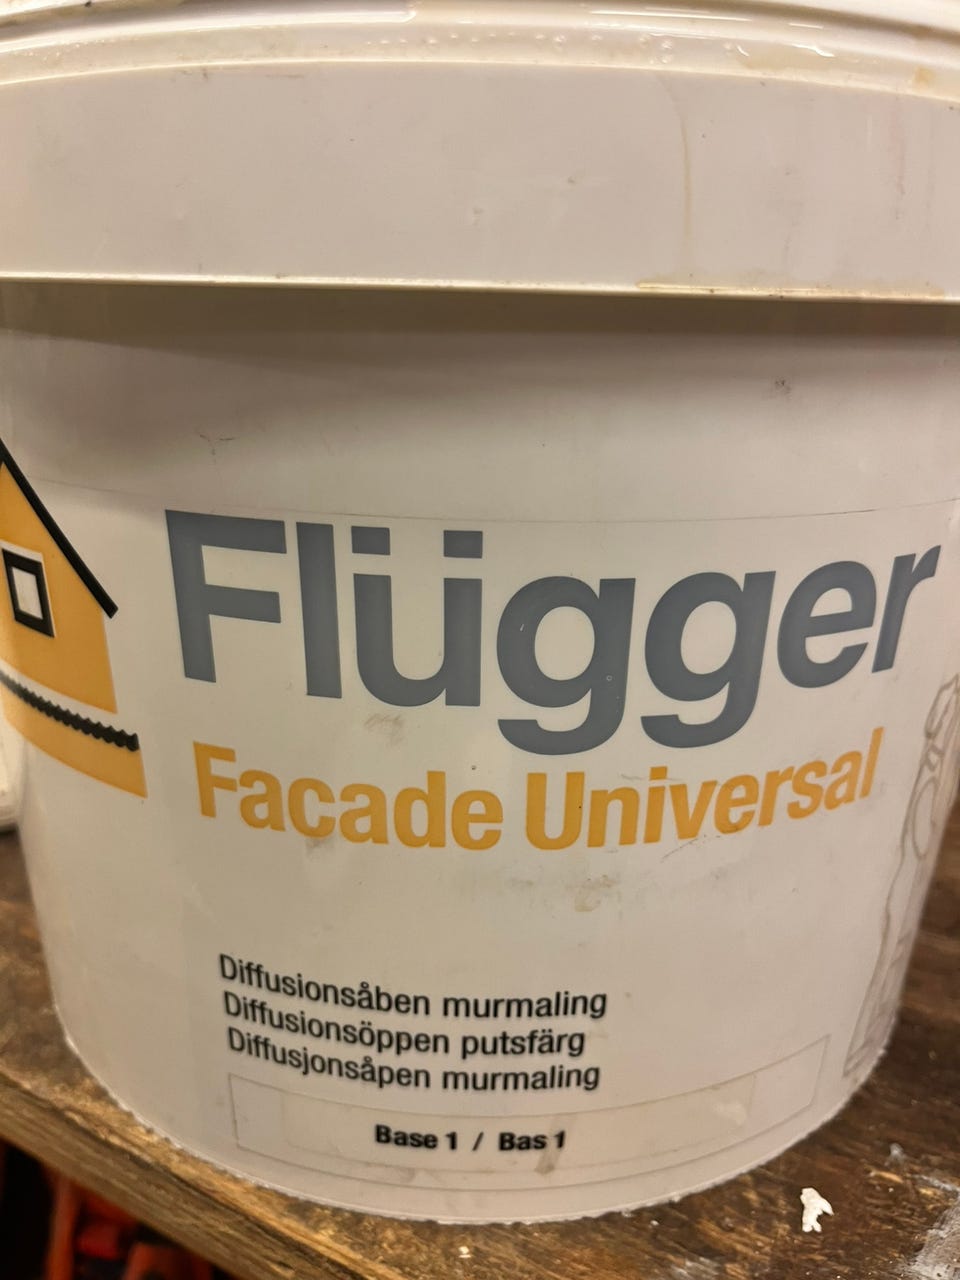 Flügger
Facade Universal
Diffusionsåben murmaling
Diffusionsöppen putsfärg
Diffusjonsåpen murmaling
Base 1 / Bas 1